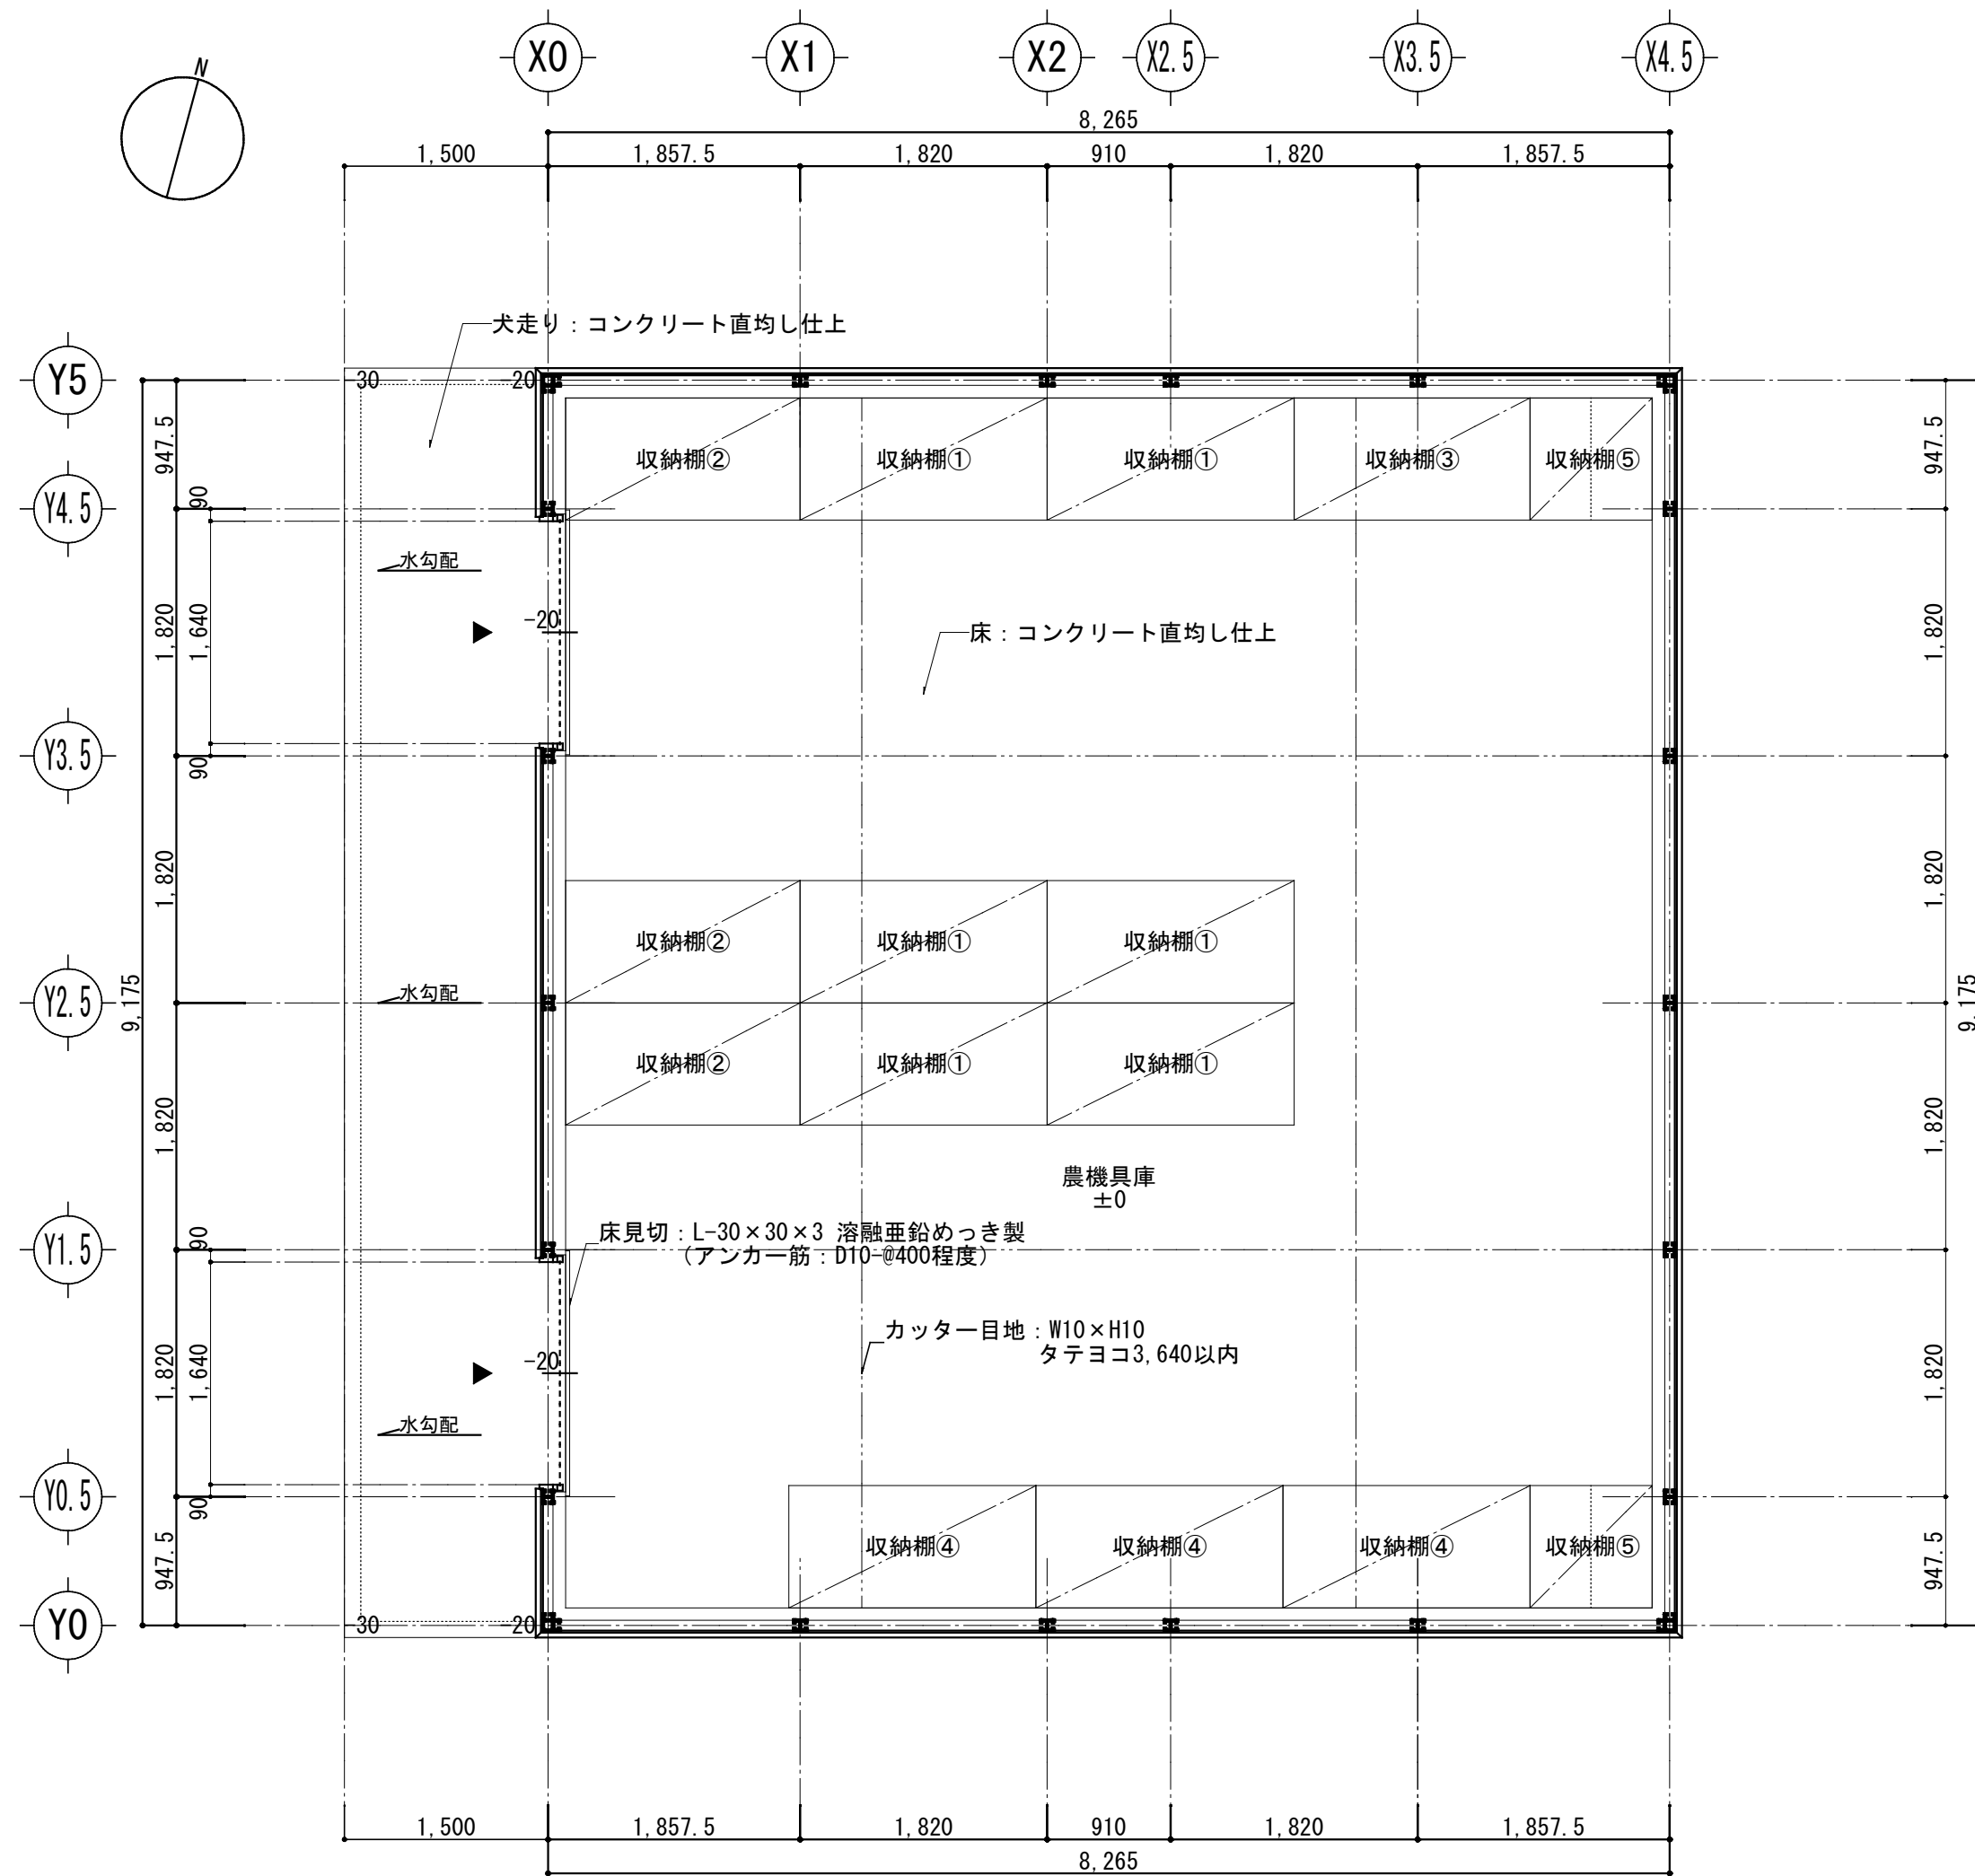 N
X0
X1
X2
X2.5
X3.5
X4.5
8,265
1,500
1,857.5
1,820
910
1,820
1,857.5
犬走り：コンクリート直均し仕上
Y5
-30
-20
947.5
947.5
収納棚②
収納棚①
収納棚①
収納棚③
収納棚⑤
90
Y4.5
水勾配
1,820
1,640
-20
床：コンクリート直均し仕上
1,820
Y3.5
90
1,820
1,820
収納棚②
収納棚①
収納棚①
Y2.5
9,175
水勾配
9,175
収納棚②
収納棚①
収納棚①
1,820
1,820
農機具庫
±0
90
Y1.5
床見切：L-30×30×3 溶融亜鉛めっき製
（アンカー筋：D10-@400程度）
カッター目地：W10×H10
タテヨコ3,640以内
1,820
1,640
-20
1,820
水勾配
Y0.5
90
947.5
収納棚④
収納棚④
収納棚④
収納棚⑤
947.5
Y0
-30
-20
1,500
1,857.5
1,820
910
1,820
1,857.5
8,265